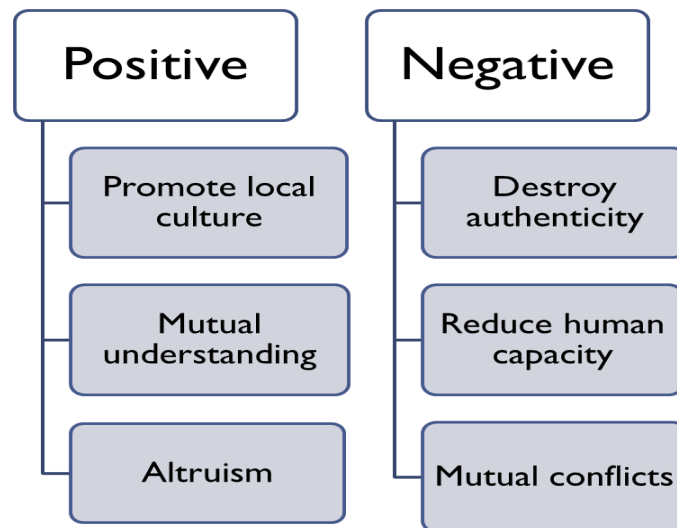 Positive
Promote local
culture
Mutual
understanding
Altruism
Negative
Destroy
authenticity
Reduce human
capacity
Mutual conflicts